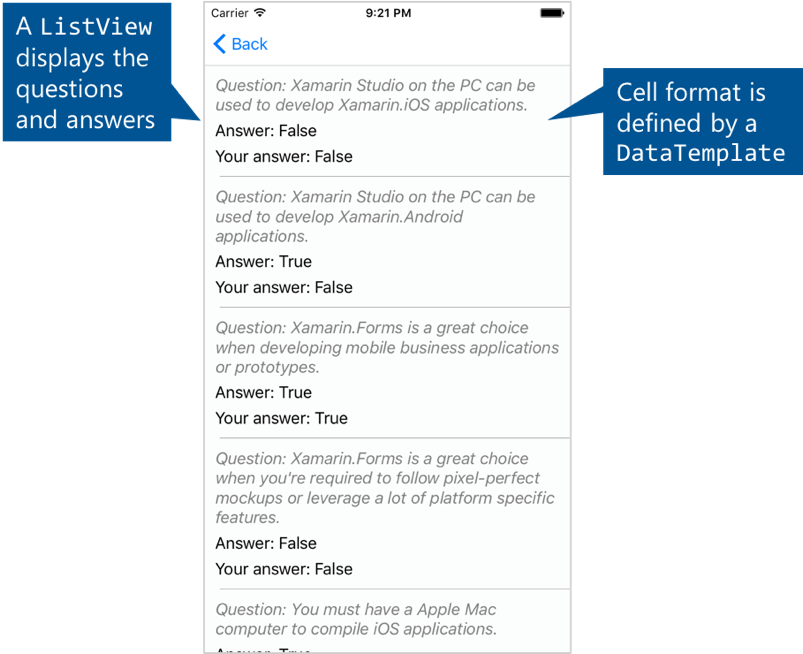 A ListView
displays the
questions
and answers
Carrier
9:21 PM
Back
Question: Xamarin Studio on the PC can be
used to develop Xamarin.iOS applications.
Answer: False
Your answer: False
Cell format is
defined by a
DataTemplate
Question: Xamarin Studio on the PC can be
used to develop Xamarin.Android
applications.
Answer: True
Your answer: False
Question: Xamarin.Forms is a great choice
when developing mobile business applications
or prototypes.
Answer: True
Your answer: True
Question: Xamarin.Forms is a great choice
when you're required to follow pixel-perfect
mockups or leverage a lot of platform specific
features.
Answer: False
Your answer: False
Question: You must have a Apple Mac
computer to compile iOS applications.
Answer: True